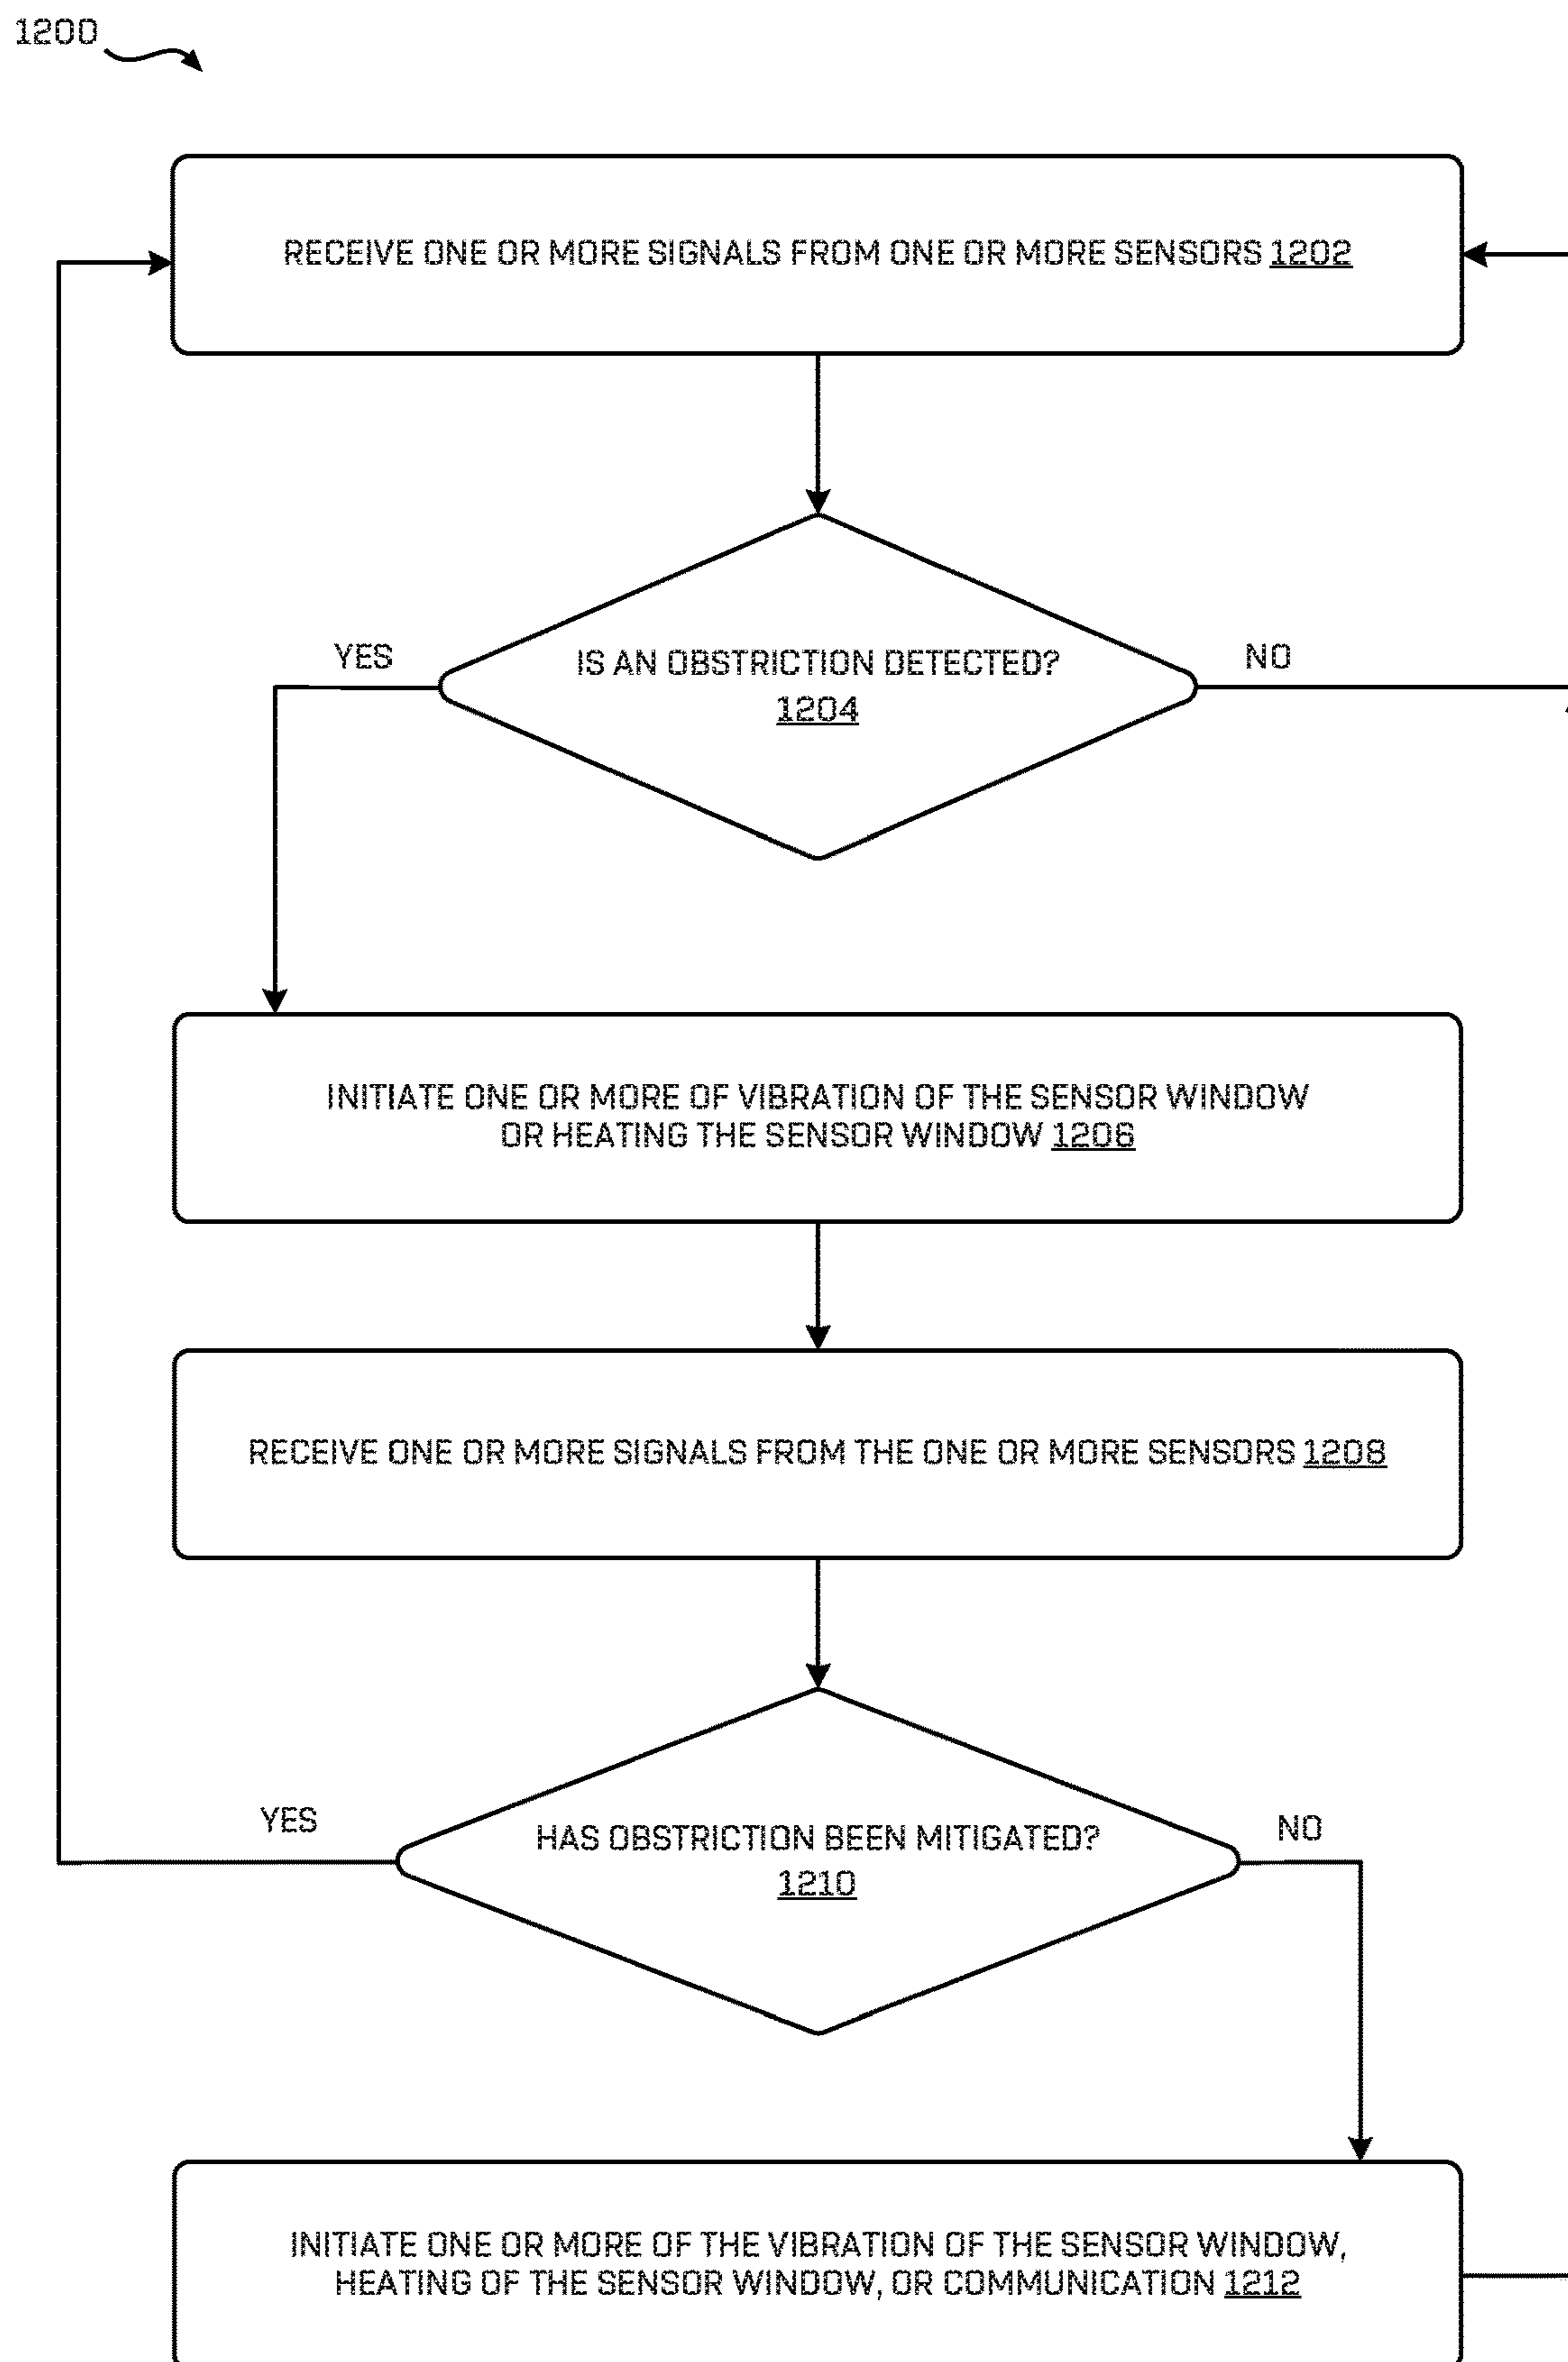 1200
RECEIVE ONE OR MORE SIGNALS FROM ONE OR MORE SENSORS 1202
YES
NO
IS AN OBSTRICTION DETECTED?
1204
INITIATE ONE OR MORE OF VIBRATION OF THE SENSOR WINDOW
OR HEATING THE SENSOR WINDOW 1206
RECEIVE ONE OR MORE SIGNALS FROM THE ONE OR MORE SENSORS 1208
YES
NO
HAS OBSTRICTION BEEN MITIGATED?
1210
INITIATE ONE OR MORE OF THE VIBRATION OF THE SENSOR WINDOW,
HEATING OF THE SENSOR WINDOW, OR COMMUNICATION 1212